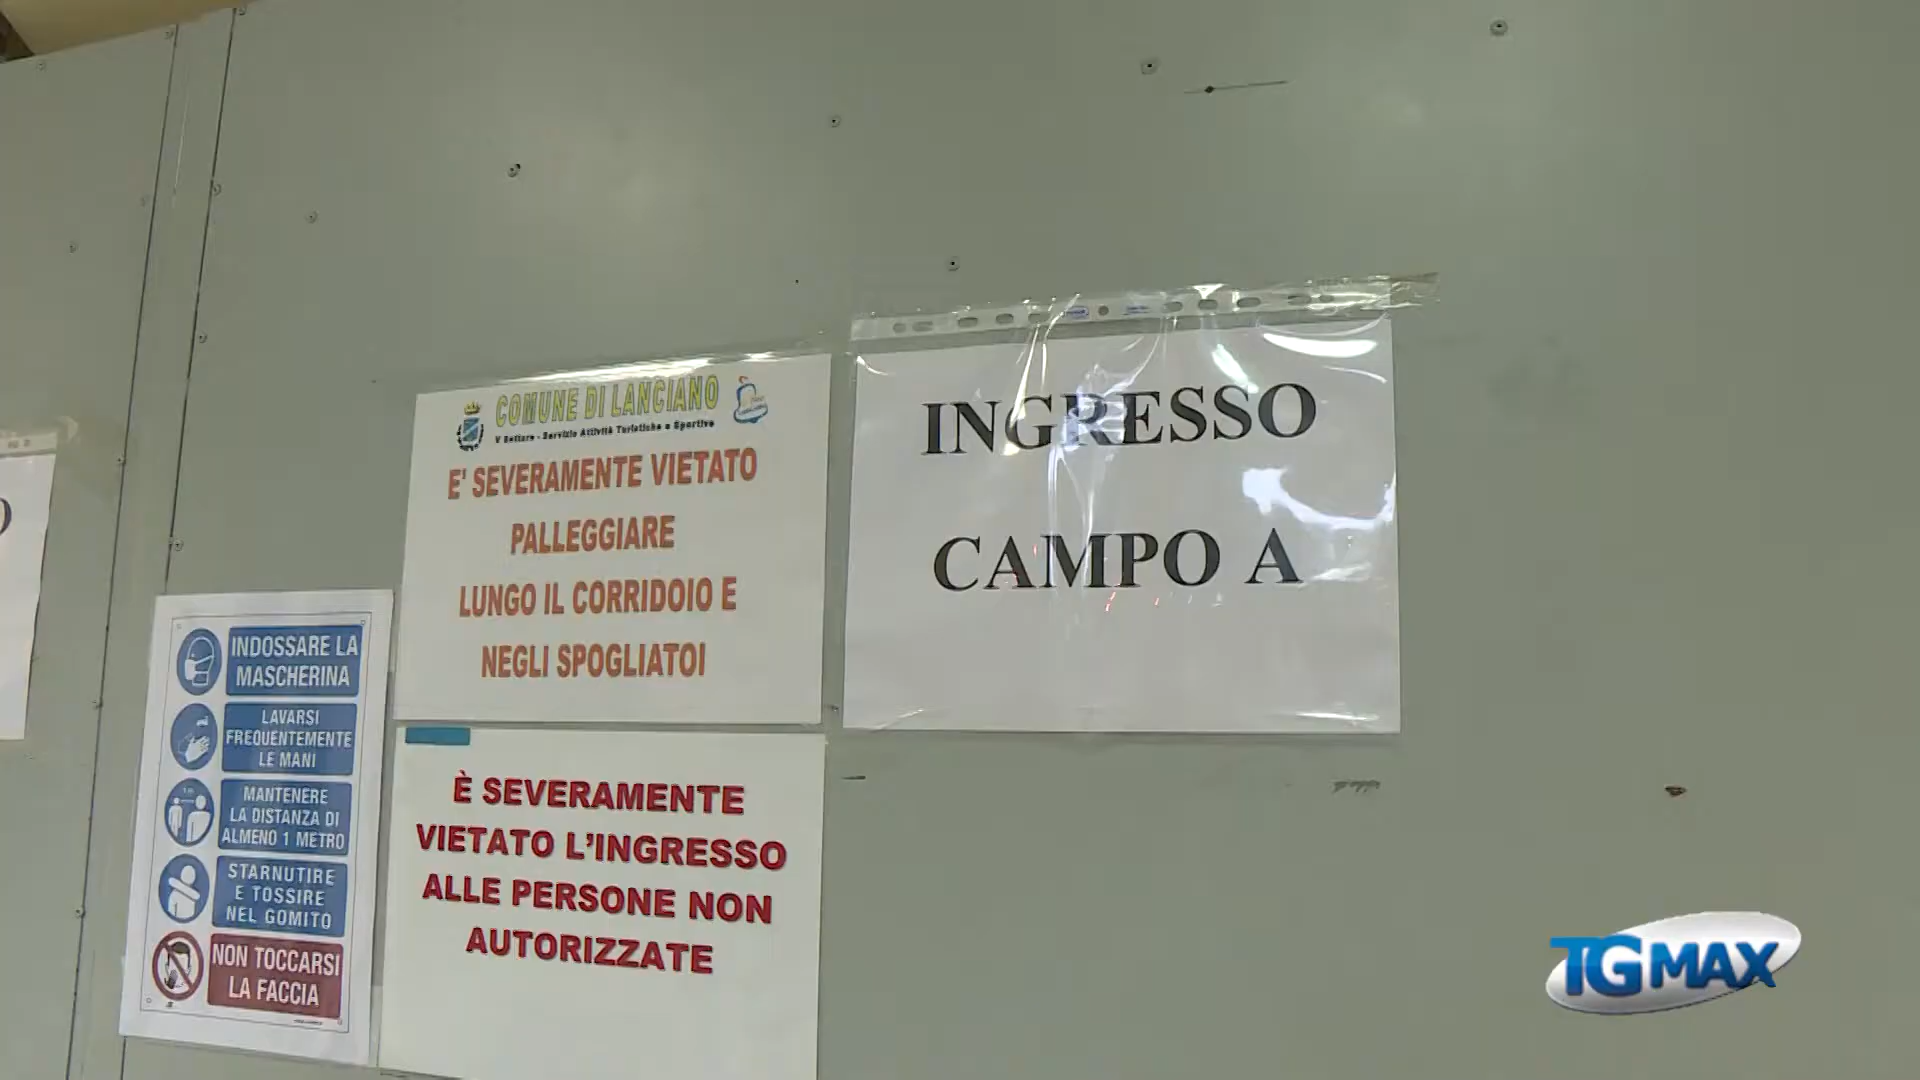 COMUNE DI LANCIANO
V Settore - Servizio Attività Turistiche e Sportive
E' SEVERAMENTE VIETATO
PALLEGGIARE
LUNGO IL CORRIDOIO E
NEGLI SPOGLIATOI
INGRESSO
CAMPO A
INDOSSARE LA
MASCHERINA
LAVARSI
FREQUENTEMENTE
LE MANI
MANTENERE
LA DISTANZA DI
ALMENO 1 METRO
STARNUTIRE
E TOSSIRE
NEL GOMITO
NON TOCCARSI
LA FACCIA
È SEVERAMENTE
VIETATO L'INGRESSO
ALLE PERSONE NON
AUTORIZZATE
TGMAX